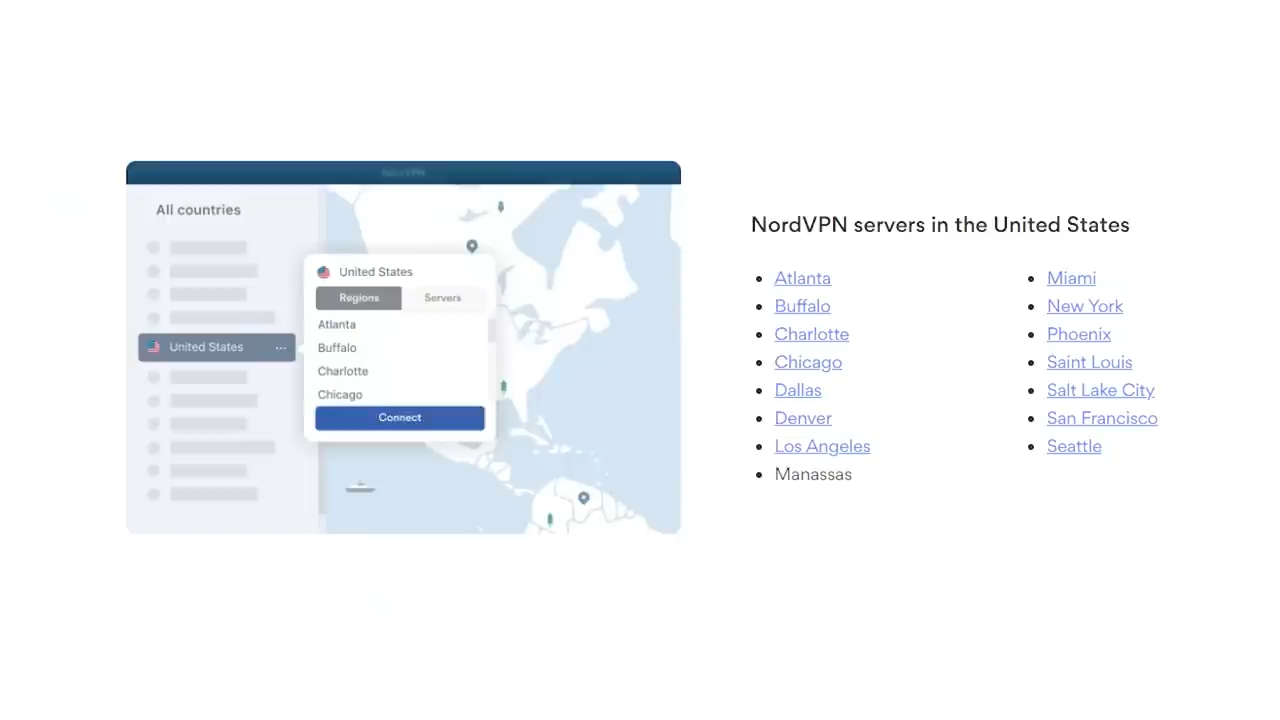 NordVPN
All countries
United States
United States
Regions
Servers
Atlanta
Buffalo
Charlotte
Chicago
Connect
NordVPN servers in the United States
Atlanta
Buffalo
Charlotte
Chicago
Dallas
Denver
Los Angeles
Manassas
Miami
New York
Phoenix
Saint Louis
Salt Lake City
San Francisco
Seattle